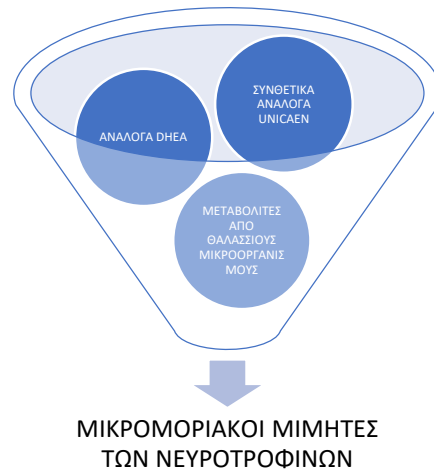 ΣΥΝΘΕΤΙΚΑ
ΑΝΑΛΟΓΑ
UNICAEN
ΑΝΑΛΟΓΑ DHEA
ΜΕΤΑΒΟΛΙΤΕΣ
ΑΠΟ
ΘΑΛΑΣΣΙΟΥΣ
ΜΙΚΡΟΟΡΓΑΝΙΣ
ΜΟΥΣ
ΜΙΚΡΟΜΟΡΙΑΚΟΙ ΜΙΜΗΤΕΣ
ΤΩΝ ΝΕΥΡΟΤΡΟΦΙΝΩΝ